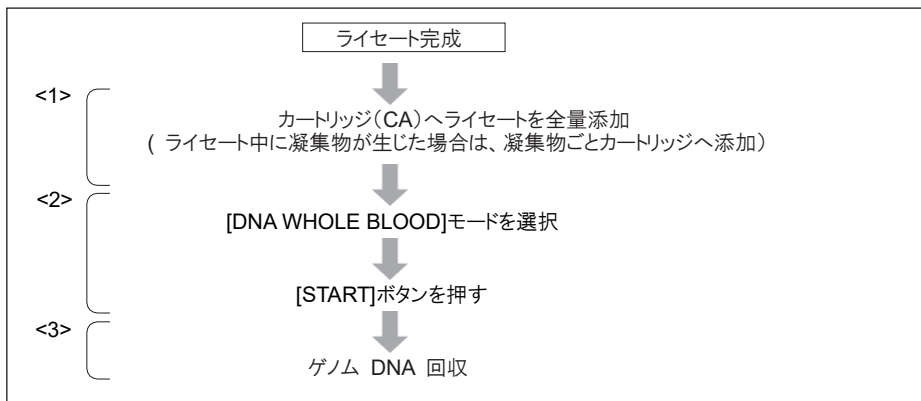 ライセート完成
<1>
カートリッジ(CA)へライセートを全量添加
( ライセート中に凝集物が生じた場合は、凝集物ごとカートリッジへ添加)
<2>
[DNA WHOLE BLOOD]モードを選択
[START]ボタンを押す
<3>
ゲノム DNA 回収